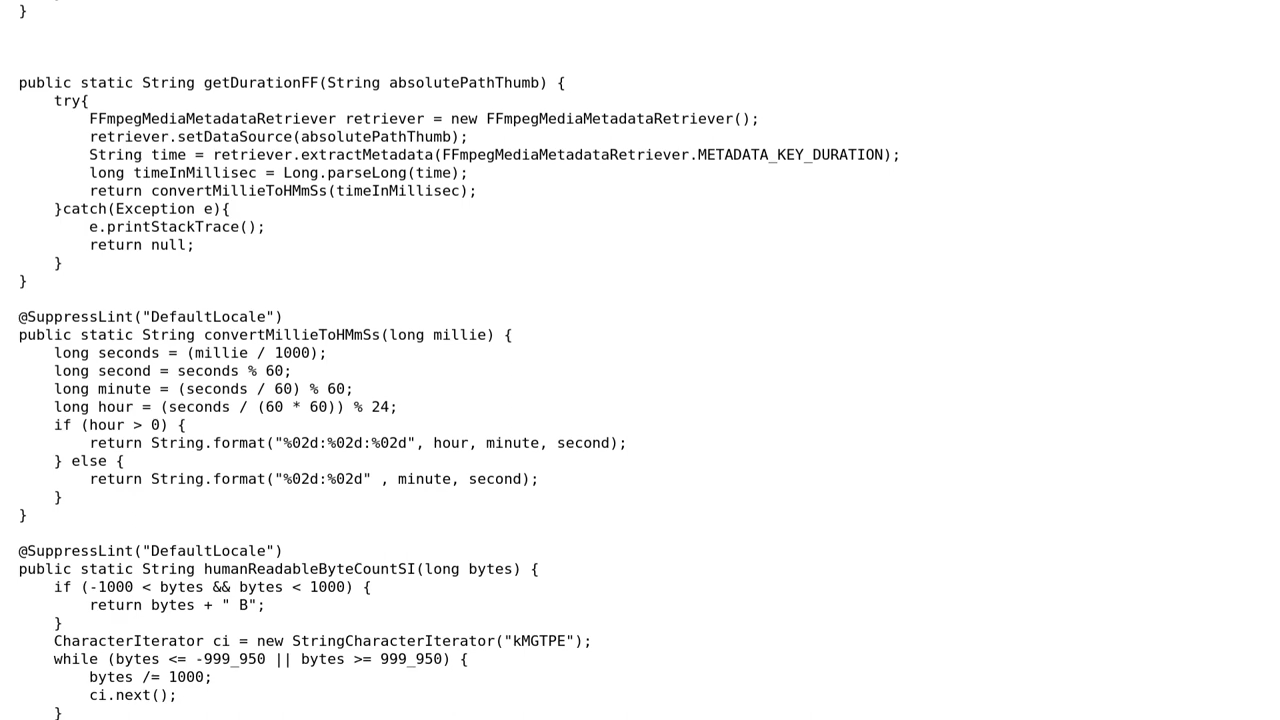 }
public static String getDurationFF(String absolutePathThumb) {
    try{
        FFmpegMediaMetadataRetriever retriever = new FFmpegMediaMetadataRetriever();
        retriever.setDataSource(absolutePathThumb);
        String time = retriever.extractMetadata(FFmpegMediaMetadataRetriever.METADATA_KEY_DURATION);
        long timeInMillisec = Long.parseLong(time);
        return convertMillieToHMmSs(timeInMillisec);
    }catch(Exception e){
        e.printStackTrace();
        return null;
    }
}
@SuppressLint("DefaultLocale")
public static String convertMillieToHMmSs(long millie) {
    long seconds = (millie / 1000);
    long second = seconds % 60;
    long minute = (seconds / 60) % 60;
    long hour = (seconds / (60 * 60)) % 24;
    if (hour > 0) {
        return String.format("%02d:%02d:%02d", hour, minute, second);
    } else {
        return String.format("%02d:%02d" , minute, second);
    }
}
@SuppressLint("DefaultLocale")
public static String humanReadableByteCountSI(long bytes) {
    if (-1000 < bytes && bytes < 1000) {
        return bytes + " B";
    }
    CharacterIterator ci = new StringCharacterIterator("kMGTPE");
    while (bytes <= -999_950 || bytes >= 999_950) {
        bytes /= 1000;
        ci.next();
    }